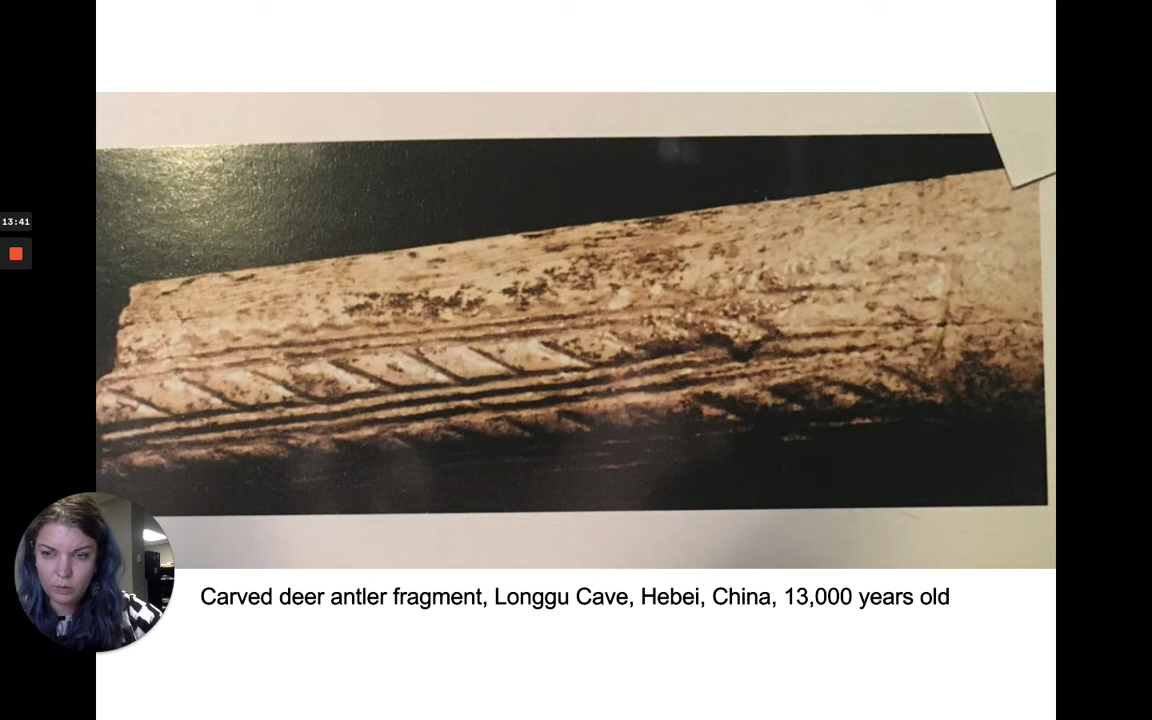 13:41
Carved deer antler fragment, Longgu Cave, Hebei, China, 13,000 years old